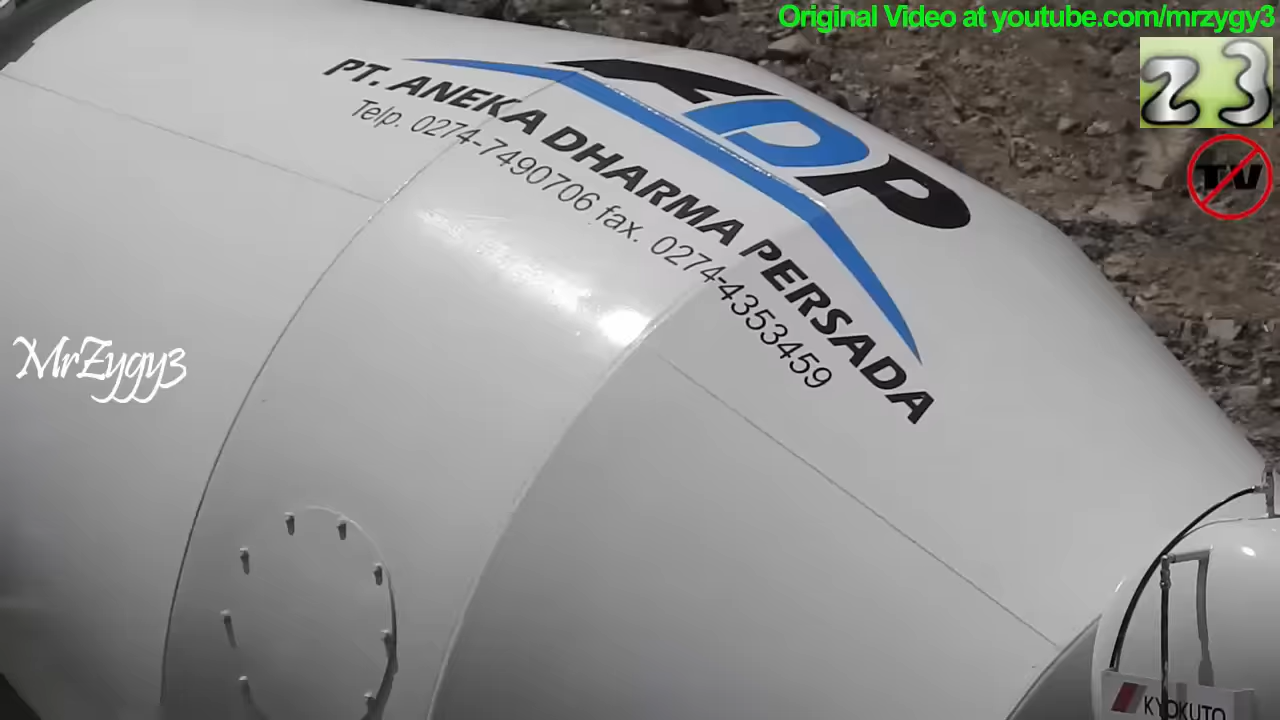 Original Video at youtube.com/mrzygy3
23
TV
ADP
PT. ANEKA DHARMA PERSADA
Telp. 0274-7490706 fax. 0274-4353459
MrZygy3
KYOKUTO